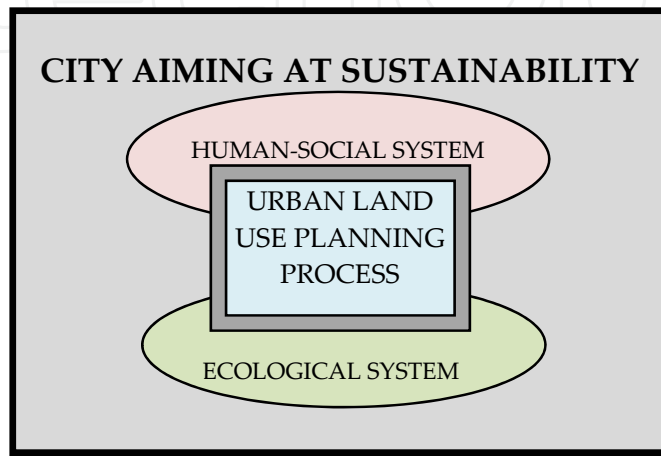 CITY AIMING AT SUSTAINABILITY
HUMAN-SOCIAL SYSTEM
URBAN LAND
USE PLANNING
PROCESS
ECOLOGICAL SYSTEM